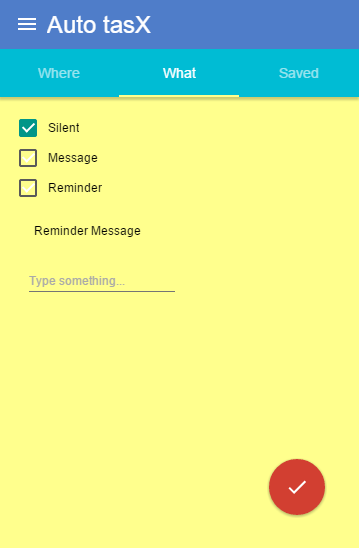 Auto tasX
Where What Saved
Silent
Message
Reminder
Reminder Message
Type something...